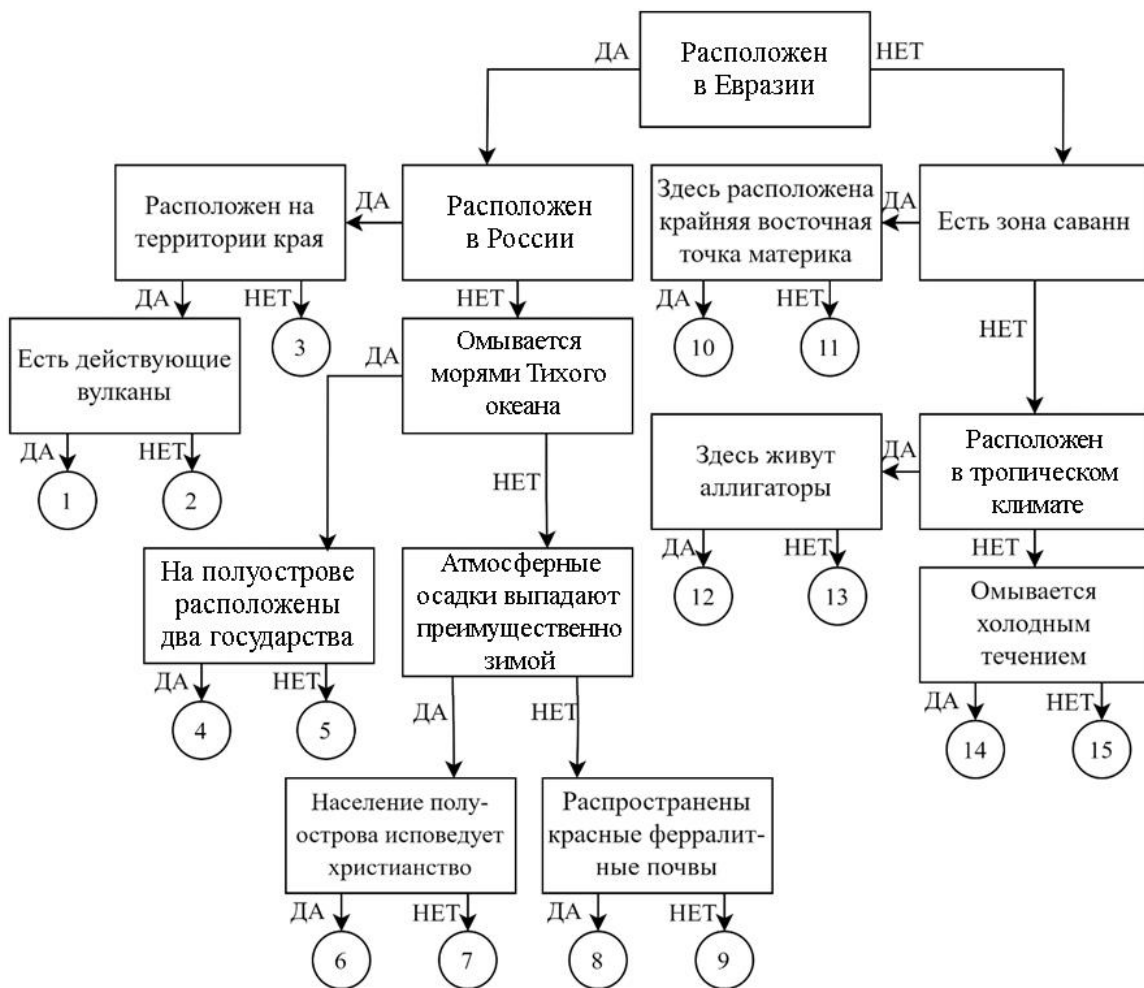 Расположен
в Евразии
ДА
НЕТ
Расположен на
территории края
ДА
Расположен
в России
Здесь расположена
крайняя восточная
точка материка
ДА
Есть зона саванн
ДА
НЕТ
НЕТ
ДА
НЕТ
НЕТ
Есть действующие
вулканы
3
ДА
Омывается
морями Тихого
океана
10
11
ДА
НЕТ
НЕТ
1
2
Здесь живут
аллигаторы
ДА
Расположен
в тропическом
климате
На полуострове
расположены
два государства
Атмосферные
осадки выпадают
преимущественно
зимой
ДА
НЕТ
НЕТ
12
13
Омывается
холодным
течением
ДА
НЕТ
ДА
НЕТ
ДА
НЕТ
4
5
14
15
Население полу-
острова исповедует
христианство
Распространены
красные ферралит-
ные почвы
ДА
НЕТ
ДА
НЕТ
6
7
8
9